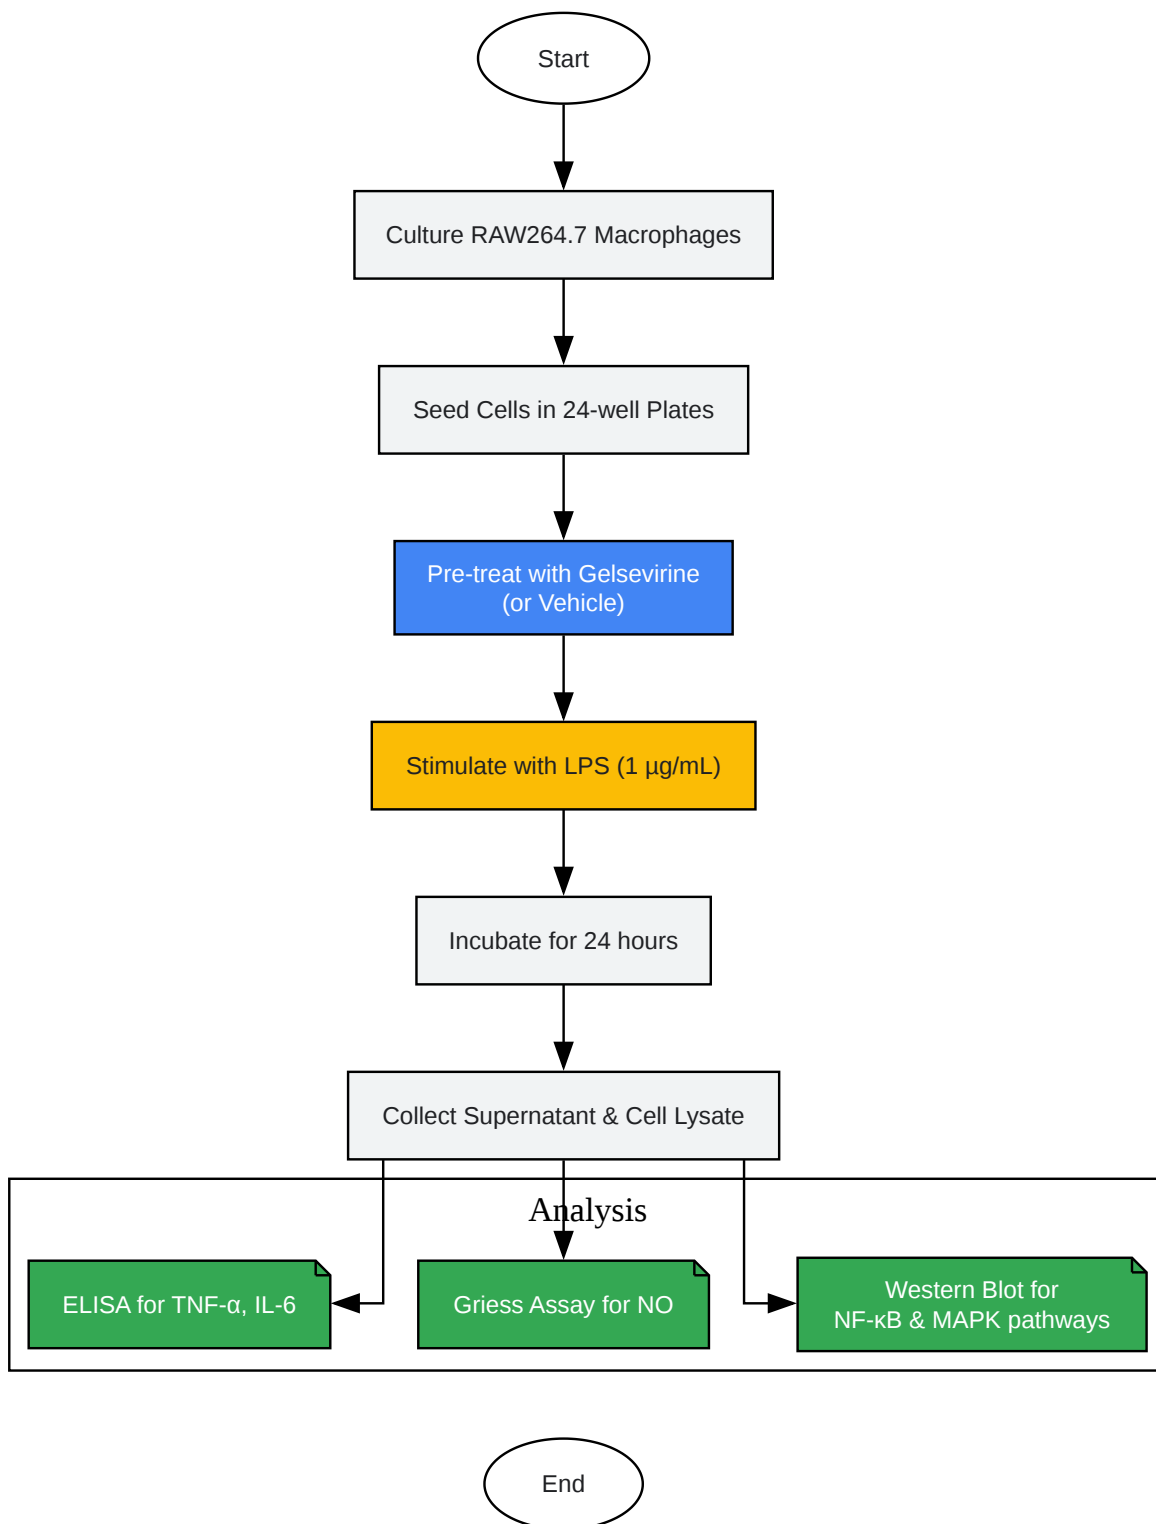 Start
Culture RAW264.7 Macrophages
Seed Cells in 24-well Plates
Pre-treat with Gelsevirine
(or Vehicle)
Stimulate with LPS (1 µg/mL)
Incubate for 24 hours
Collect Supernatant & Cell Lysate
Analysis
ELISA for TNF-α, IL-6
Griess Assay for NO
Western Blot for
NF-κB & MAPK pathways
End